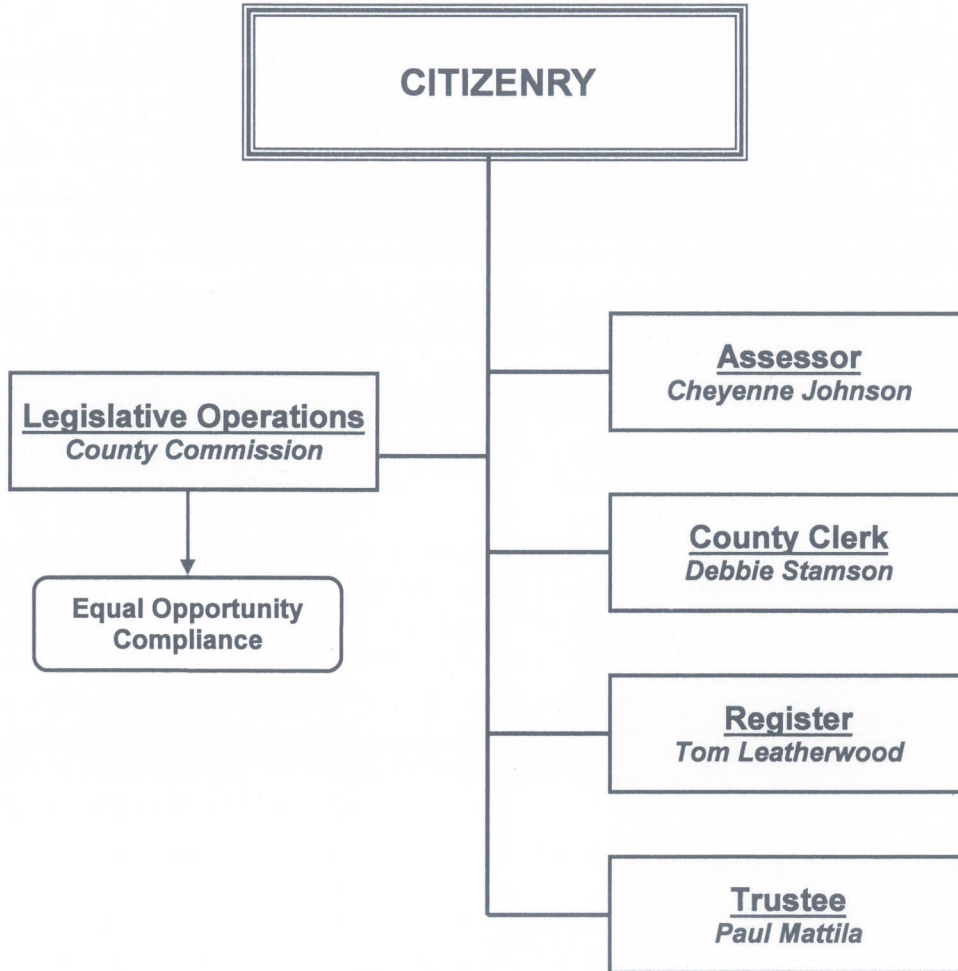 CITIZENRY
Legislative Operations
County Commission
Equal Opportunity
Compliance
Assessor
Cheyenne Johnson
County Clerk
Debbie Stamson
Register
Tom Leatherwood
Trustee
Paul Mattila